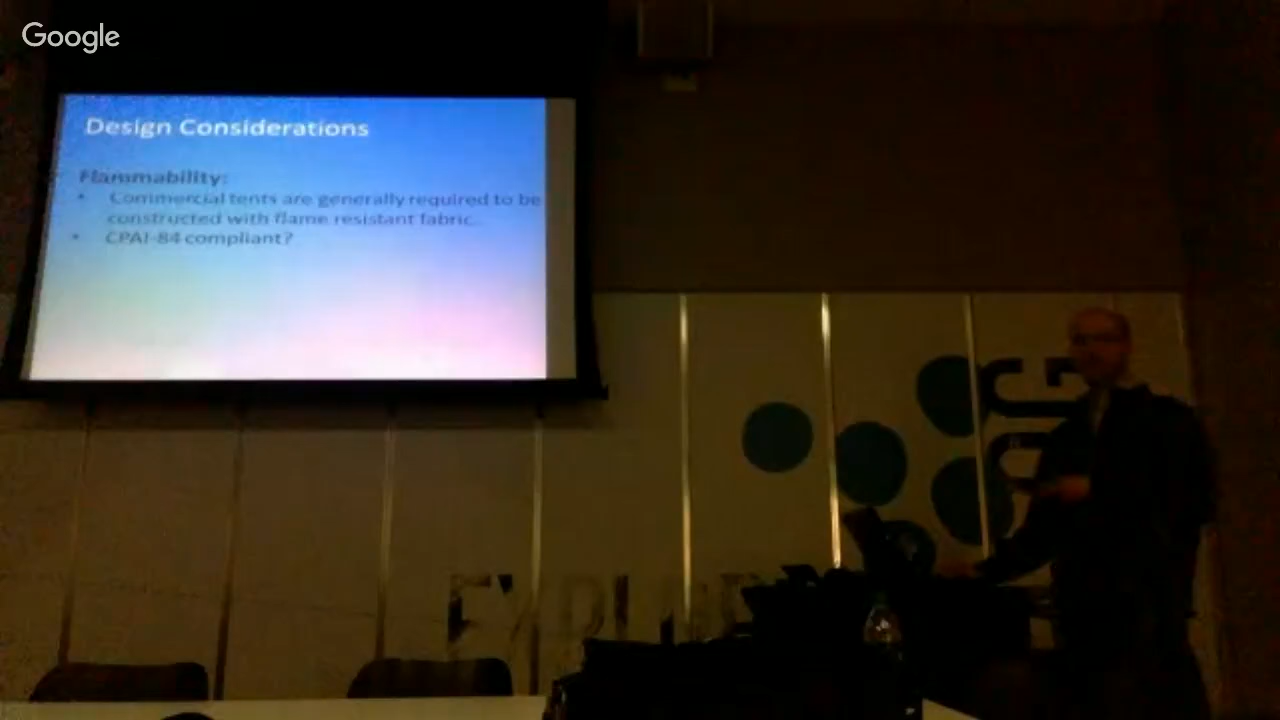 Google
Design Considerations
Flammability:
• Commercial tents are generally required to be
constructed with flame resistant fabric.
• CPAI-84 compliant?